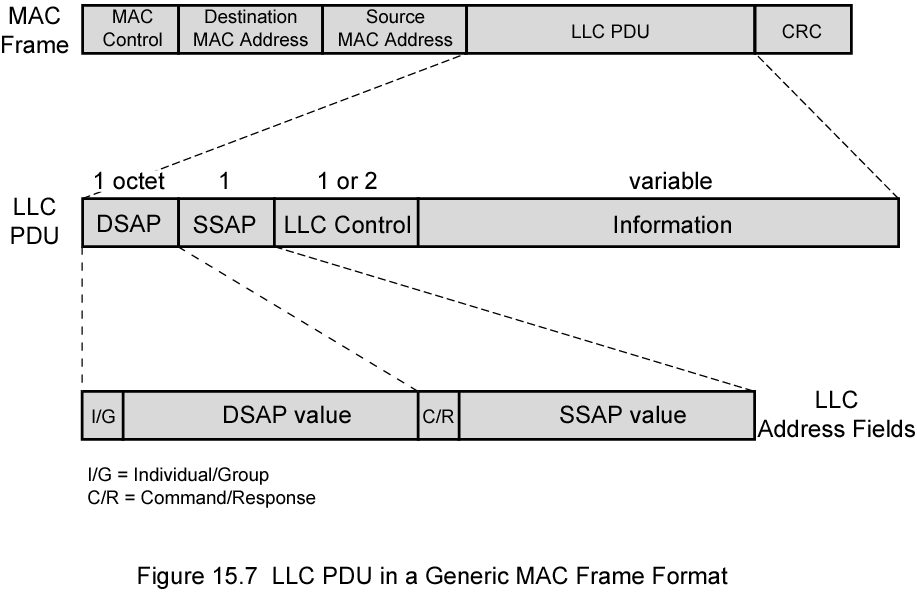 MAC
Frame
MAC
Control
Destination
MAC Address
Source
MAC Address
LLC PDU
CRC
1 octet
1
1 or 2
variable
LLC
PDU
DSAP
SSAP
LLC Control
Information
I/G
DSAP value
C/R
SSAP value
LLC
Address Fields
I/G = Individual/Group
C/R = Command/Response
Figure 15.7 LLC PDU in a Generic MAC Frame Format